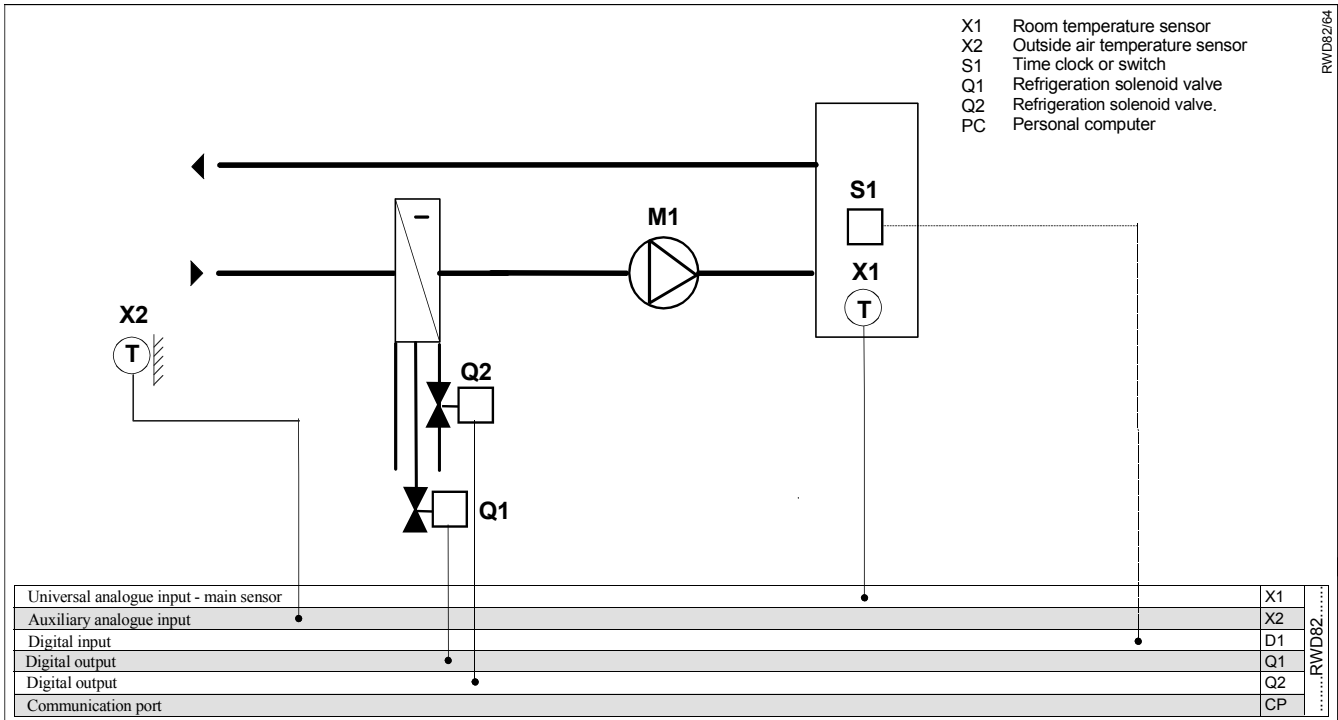 X1 Room temperature sensor
X2 Outside air temperature sensor
S1 Time clock or switch
Q1 Refrigeration solenoid valve
Q2 Refrigeration solenoid valve.
PC Personal computer
RWD82/64
S1
M1
X1
T
X2
T
Q2
Q1
Universal analogue input - main sensor X1
Auxiliary analogue input X2
Digital input D1
Digital output Q1
Digital output Q2
Communication port CP
......RWD82......